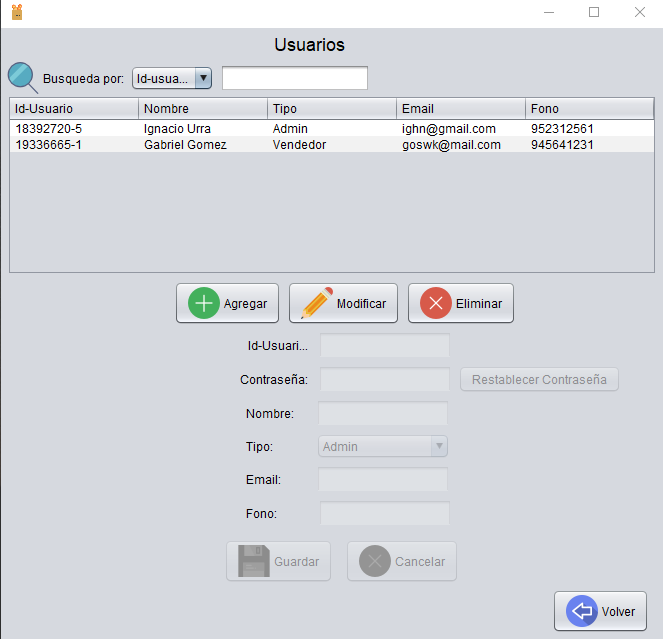 Usuarios
Busqueda por: Id-usua...
Id-Usuario Nombre Tipo Email Fono
18392720-5 Ignacio Urra Admin ighn@gmail.com 952312561
19336665-1 Gabriel Gomez Vendedor goswk@mail.com 945641231
Agregar Modificar Eliminar
Id-Usuari...
Contraseña: Restablecer Contraseña
Nombre:
Tipo: Admin
Email:
Fono:
Guardar Cancelar
Volver